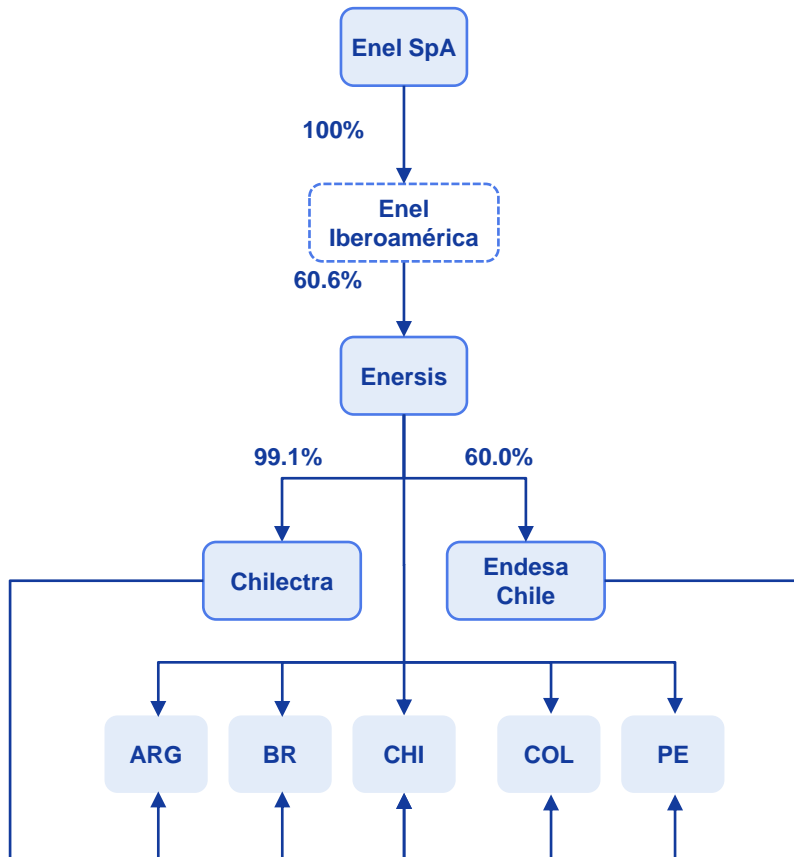 Enel SpA
100%
Enel
Iberoamérica
60.6%
Enersis
99.1%
60.0%
Chilectra
Endesa
Chile
ARG
BR
CHI
COL
PE